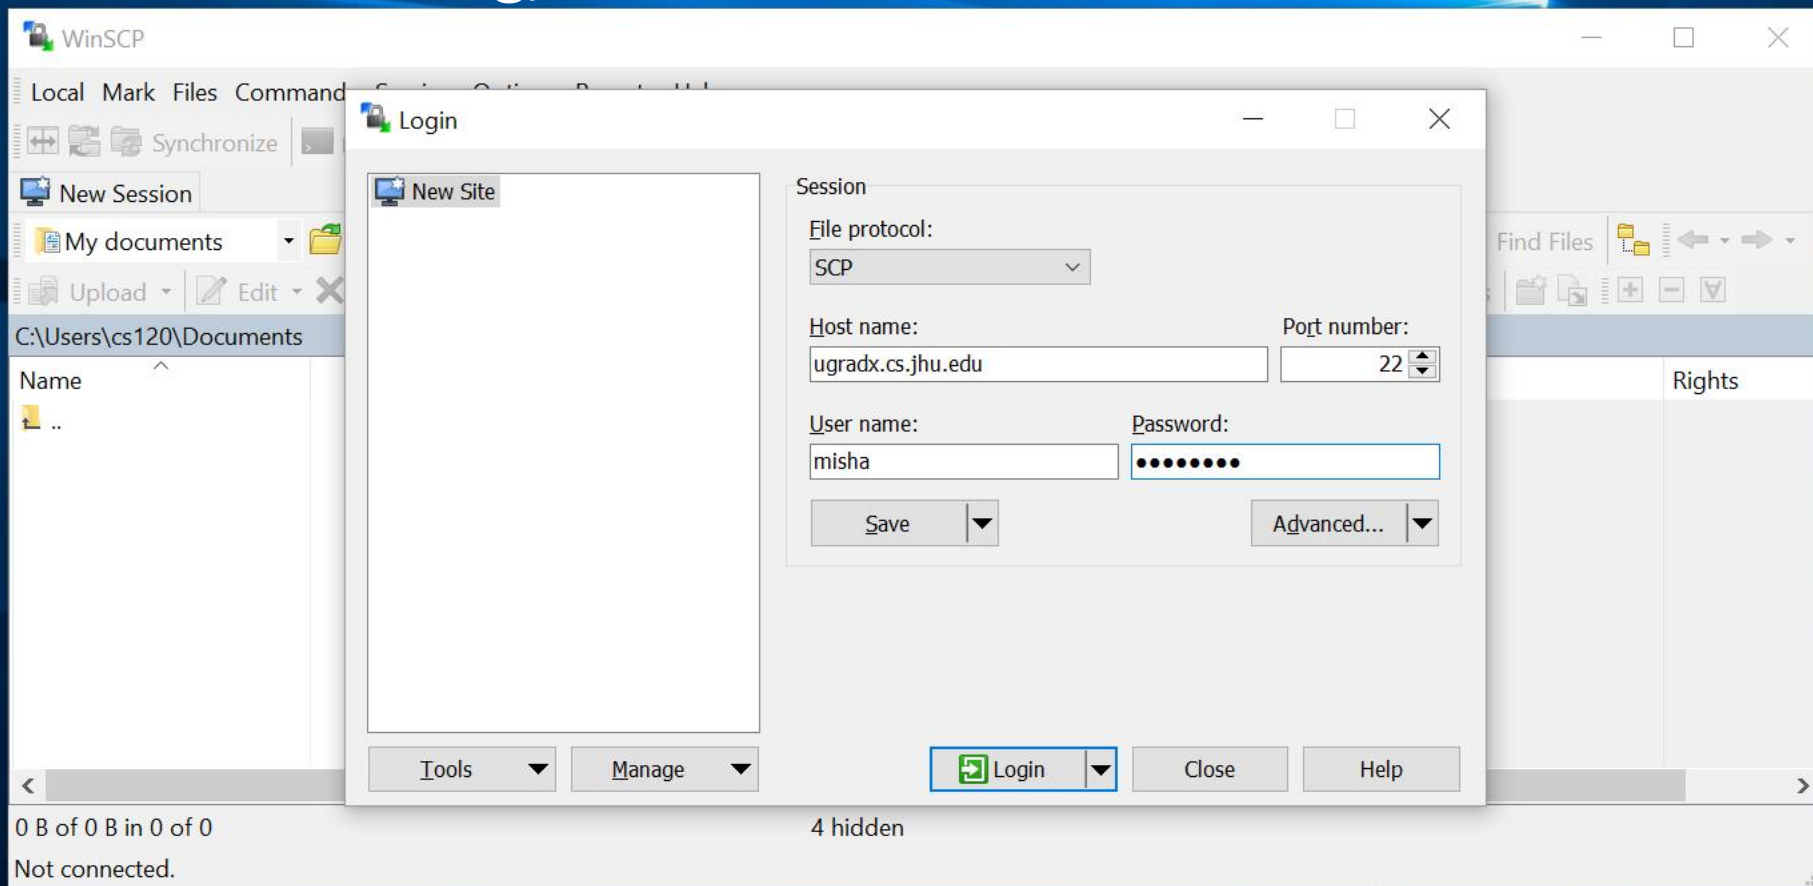 WinSCP
Local Mark Files Command
Synchronize
New Session
My documents
Find Files
Upload Edit
C:\Users\cs120\Documents
Name
Rights
..
Login
New Site
Session
File protocol:
SCP
Host name: Port number:
ugradx.cs.jhu.edu 22
User name: Password:
misha ••••••••
Save Advanced...
Tools Manage Login Close Help
0 B of 0 B in 0 of 0 4 hidden
Not connected.